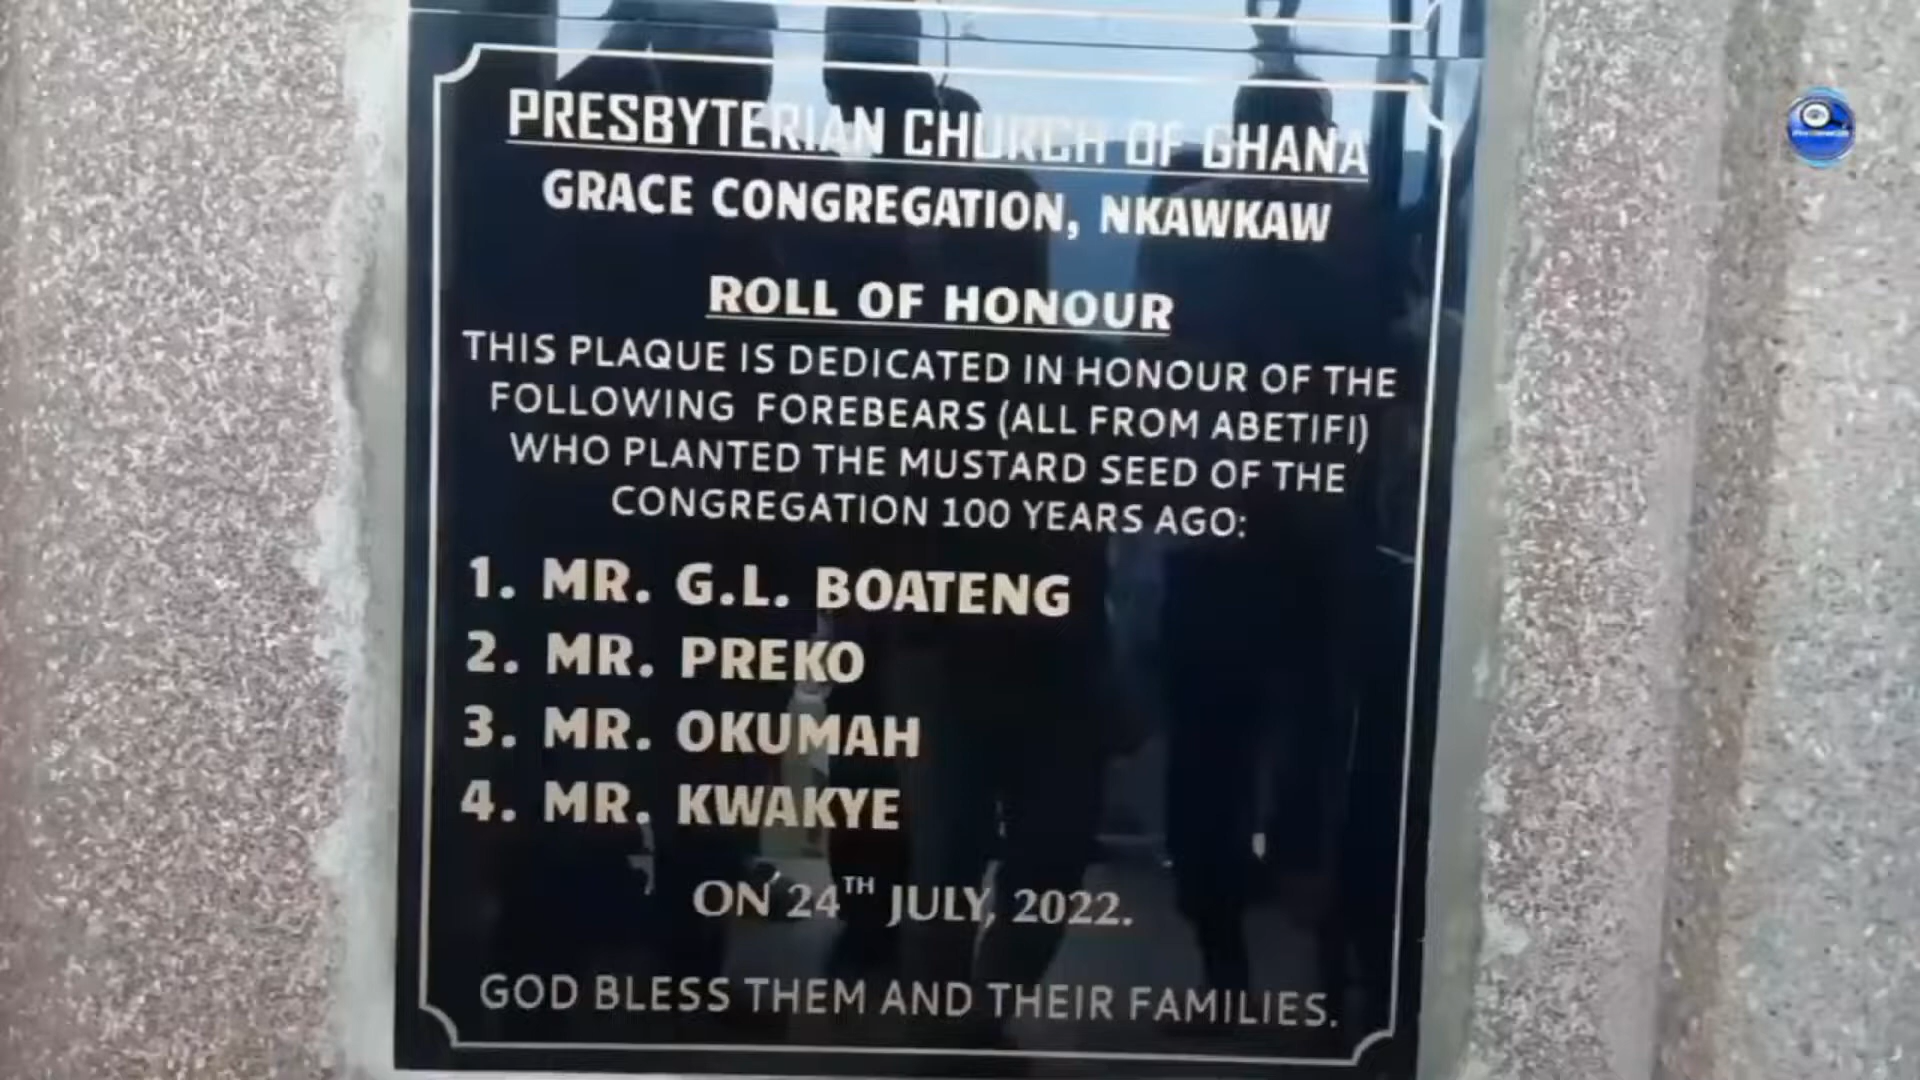 PRESBYTERIAN CHURCH OF GHANA
GRACE CONGREGATION, NKAWKAW
ROLL OF HONOUR
THIS PLAQUE IS DEDICATED IN HONOUR OF THE
FOLLOWING FOREBEARS (ALL FROM ABETIFI)
WHO PLANTED THE MUSTARD SEED OF THE
CONGREGATION 100 YEARS AGO:
1. MR. G.L. BOATENG
2. MR. PREKO
3. MR. OKUMAH
4. MR. KWAKYE
ON 24TH JULY, 2022.
GOD BLESS THEM AND THEIR FAMILIES.